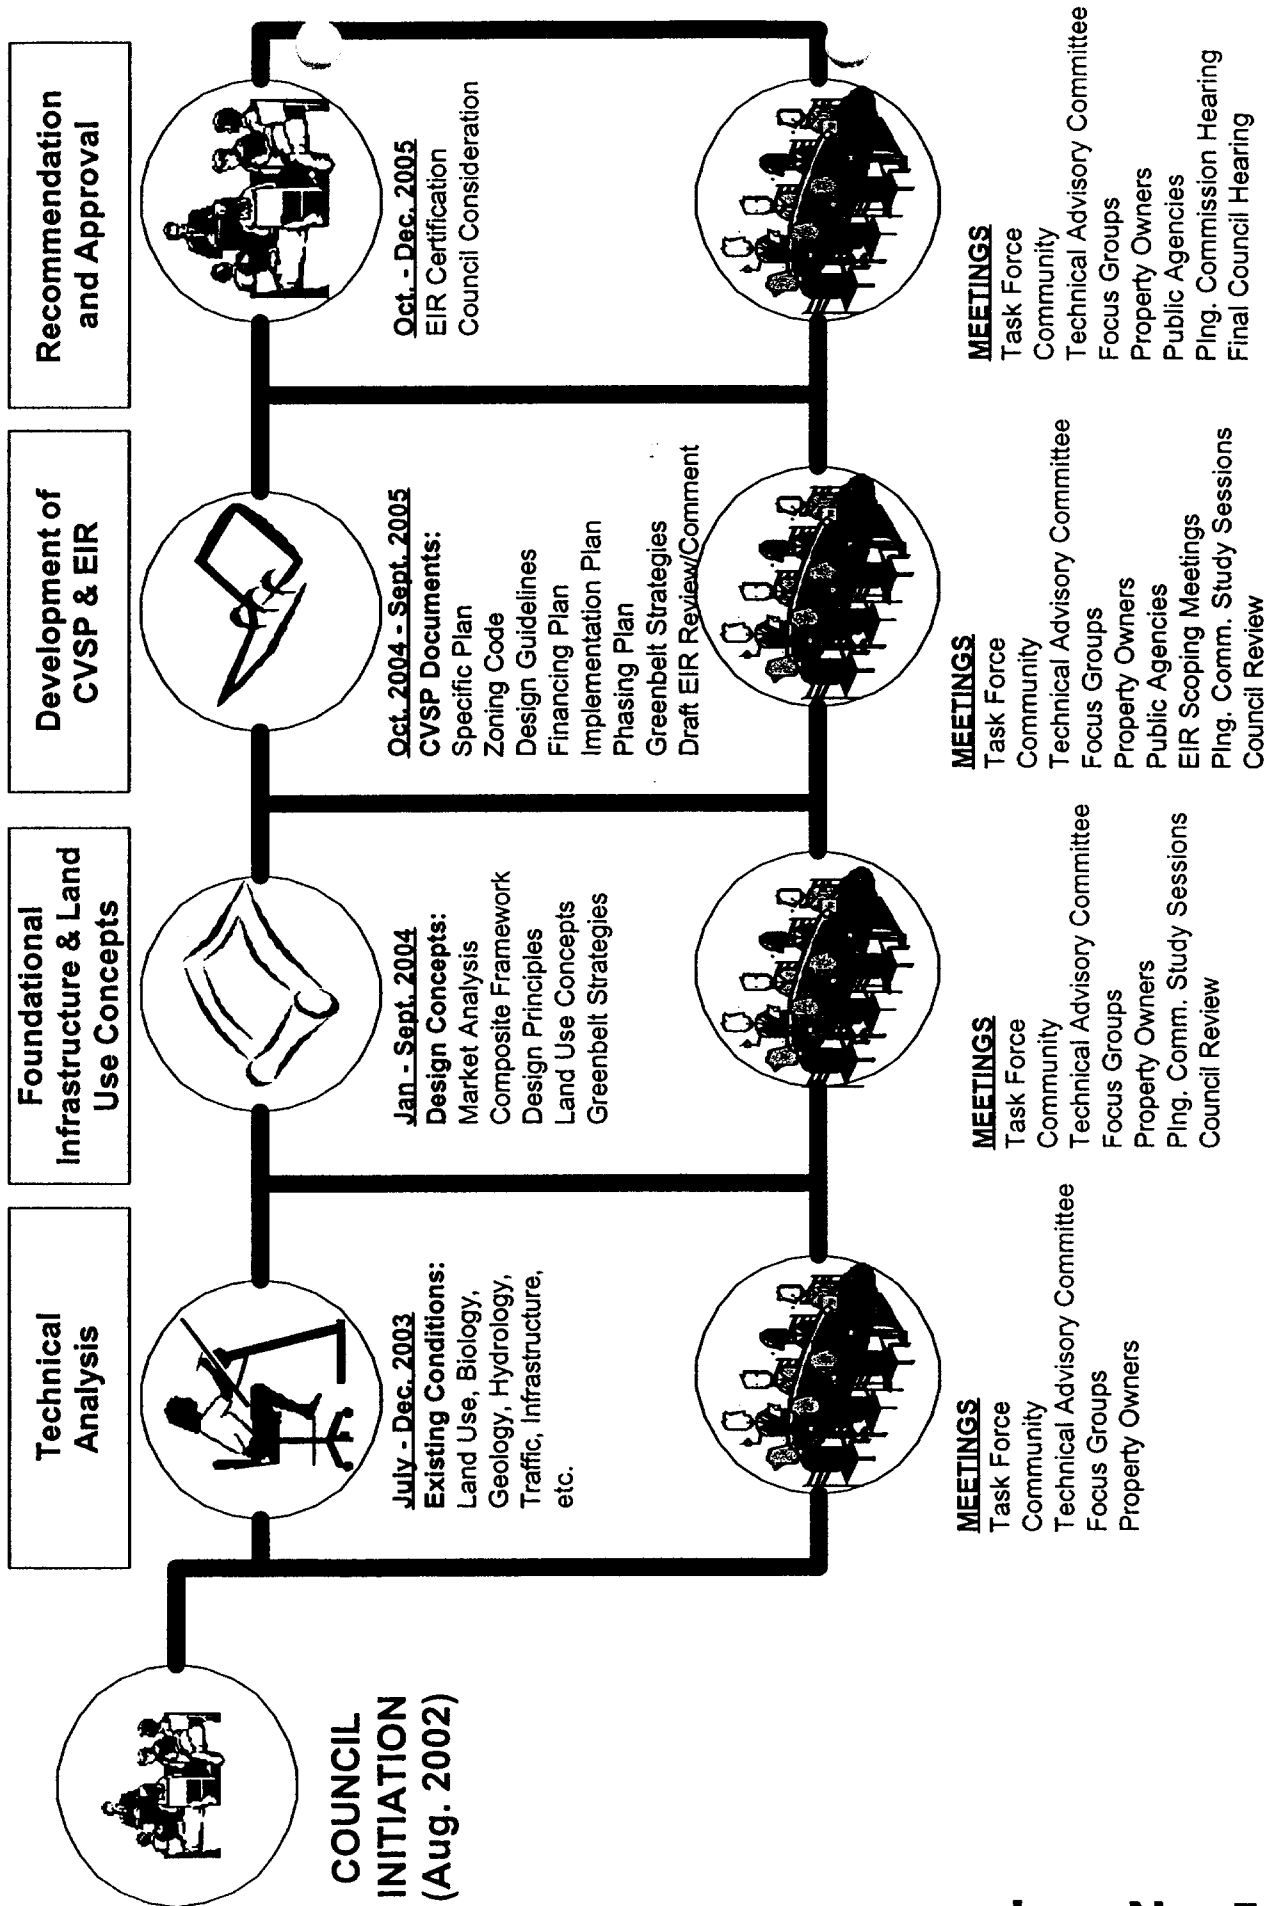 COUNCIL
INITIATION
(Aug. 2002)
Technical
Analysis
July - Dec. 2003
Existing Conditions:
Land Use, Biology,
Geology, Hydrology,
Traffic, Infrastructure,
etc.
MEETINGS
Task Force
Community
Technical Advisory Committee
Focus Groups
Property Owners
Foundational
Infrastructure & Land
Use Concepts
Jan - Sept. 2004
Design Concepts:
Market Analysis
Composite Framework
Design Principles
Land Use Concepts
Greenbelt Strategies
MEETINGS
Task Force
Community
Technical Advisory Committee
Focus Groups
Property Owners
Plng. Comm. Study Sessions
Council Review
Development of
CVSP & EIR
Oct. 2004 - Sept. 2005
CVSP Documents:
Specific Plan
Zoning Code
Design Guidelines
Financing Plan
Implementation Plan
Phasing Plan
Greenbelt Strategies
Draft EIR Review/Comment
MEETINGS
Task Force
Community
Technical Advisory Committee
Focus Groups
Property Owners
Public Agencies
EIR Scoping Meetings
Plng. Comm. Study Sessions
Council Review
Recommendation
and Approval
Oct. - Dec. 2005
EIR Certification
Council Consideration
MEETINGS
Task Force
Community
Technical Advisory Committee
Focus Groups
Property Owners
Public Agencies
Plng. Commission Hearing
Final Council Hearing